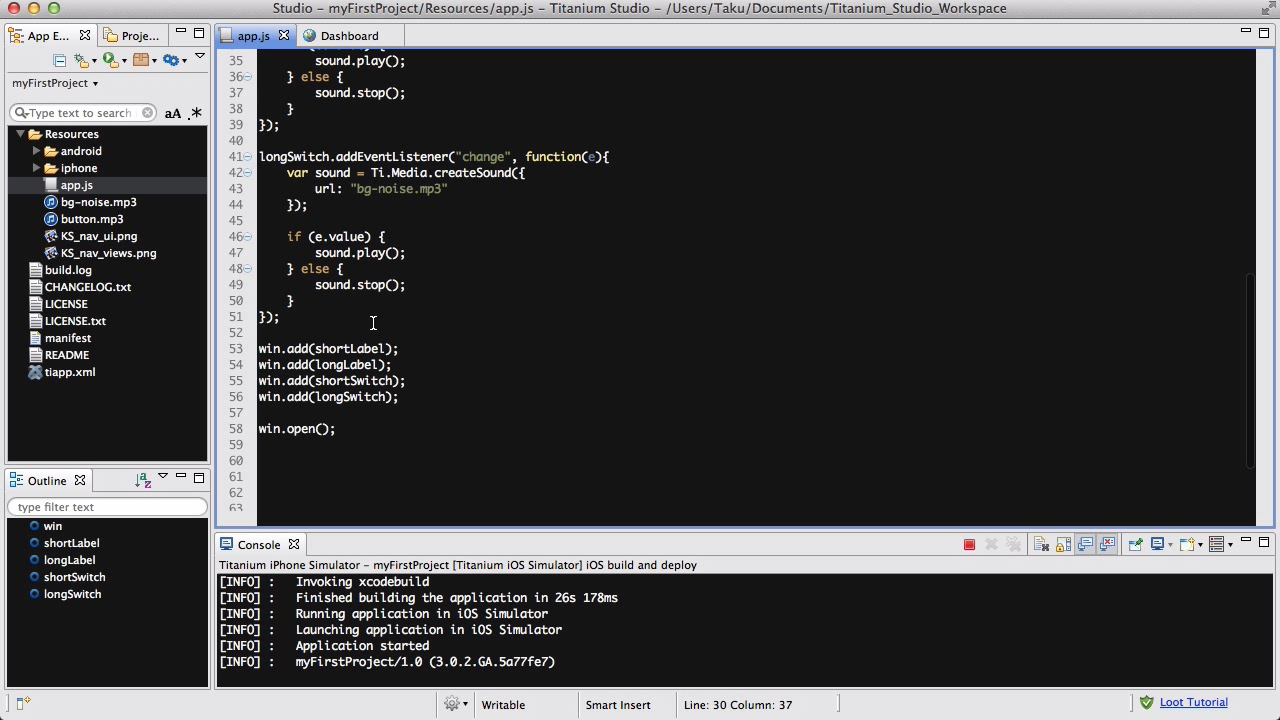 Studio - myFirstProject/Resources/app.js - Titanium Studio - /Users/Taku/Documents/Titanium_Studio_Workspace
App E...
Proje...
myFirstProject
Type text to search
aA .*
Resources
android
iphone
app.js
bg-noise.mp3
button.mp3
KS_nav_ui.png
KS_nav_views.png
build.log
CHANGELOG.txt
LICENSE
LICENSE.txt
manifest
README
tiapp.xml
Outline
type filter text
win
shortLabel
longLabel
shortSwitch
longSwitch
app.js
Dashboard
35 sound.play();
36 } else {
37 sound.stop();
38 }
39 });
40
41 longSwitch.addEventListener("change", function(e){
42 var sound = Ti.Media.createSound({
43 url: "bg-noise.mp3"
44 });
45
46 if (e.value) {
47 sound.play();
48 } else {
49 sound.stop();
50 }
51 });
52
53 win.add(shortLabel);
54 win.add(longLabel);
55 win.add(shortSwitch);
56 win.add(longSwitch);
57
58 win.open();
59
60
61
62
63
Console
Titanium iPhone Simulator - myFirstProject [Titanium iOS Simulator] iOS build and deploy
[INFO] : Invoking xcodebuild
[INFO] : Finished building the application in 26s 178ms
[INFO] : Running application in iOS Simulator
[INFO] : Launching application in iOS Simulator
[INFO] : Application started
[INFO] : myFirstProject/1.0 (3.0.2.GA.5a77fe7)
Writable
Smart Insert
Line: 30 Column: 37
Loot Tutorial